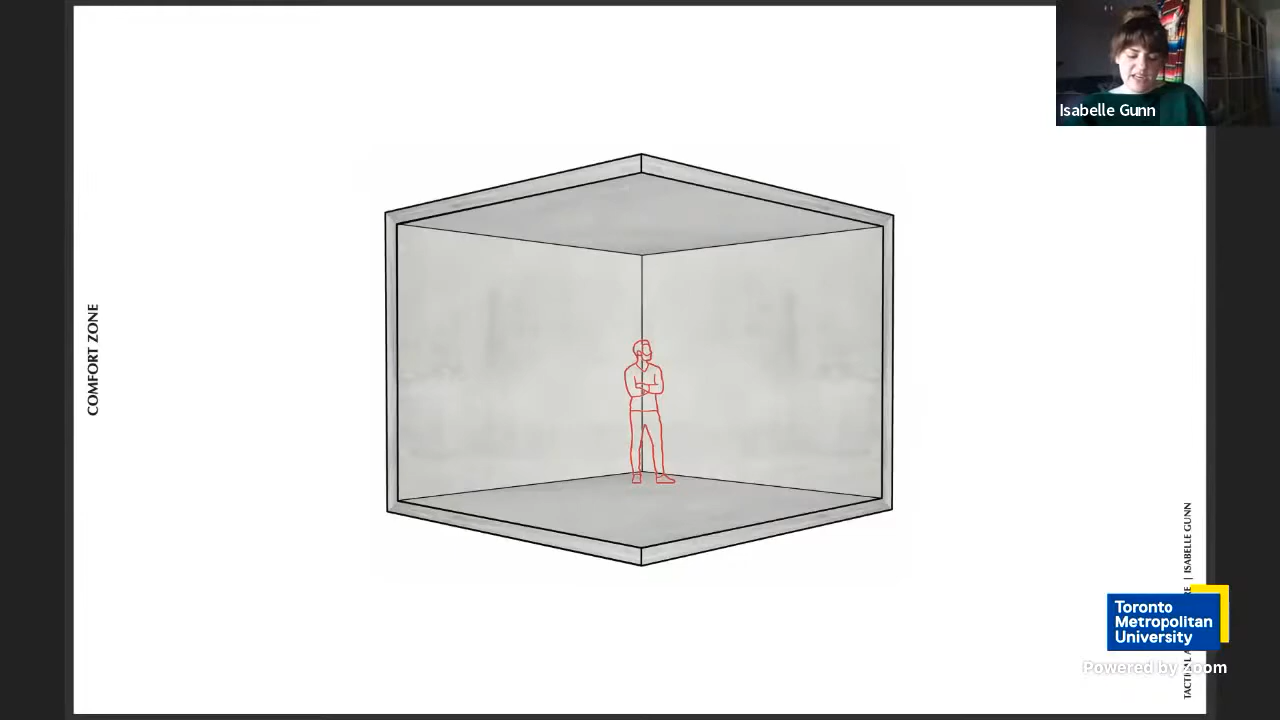 Isabelle Gunn
COMFORT ZONE
| ISABELLE GUNN
Toronto
Metropolitan
University
Powered by zoom